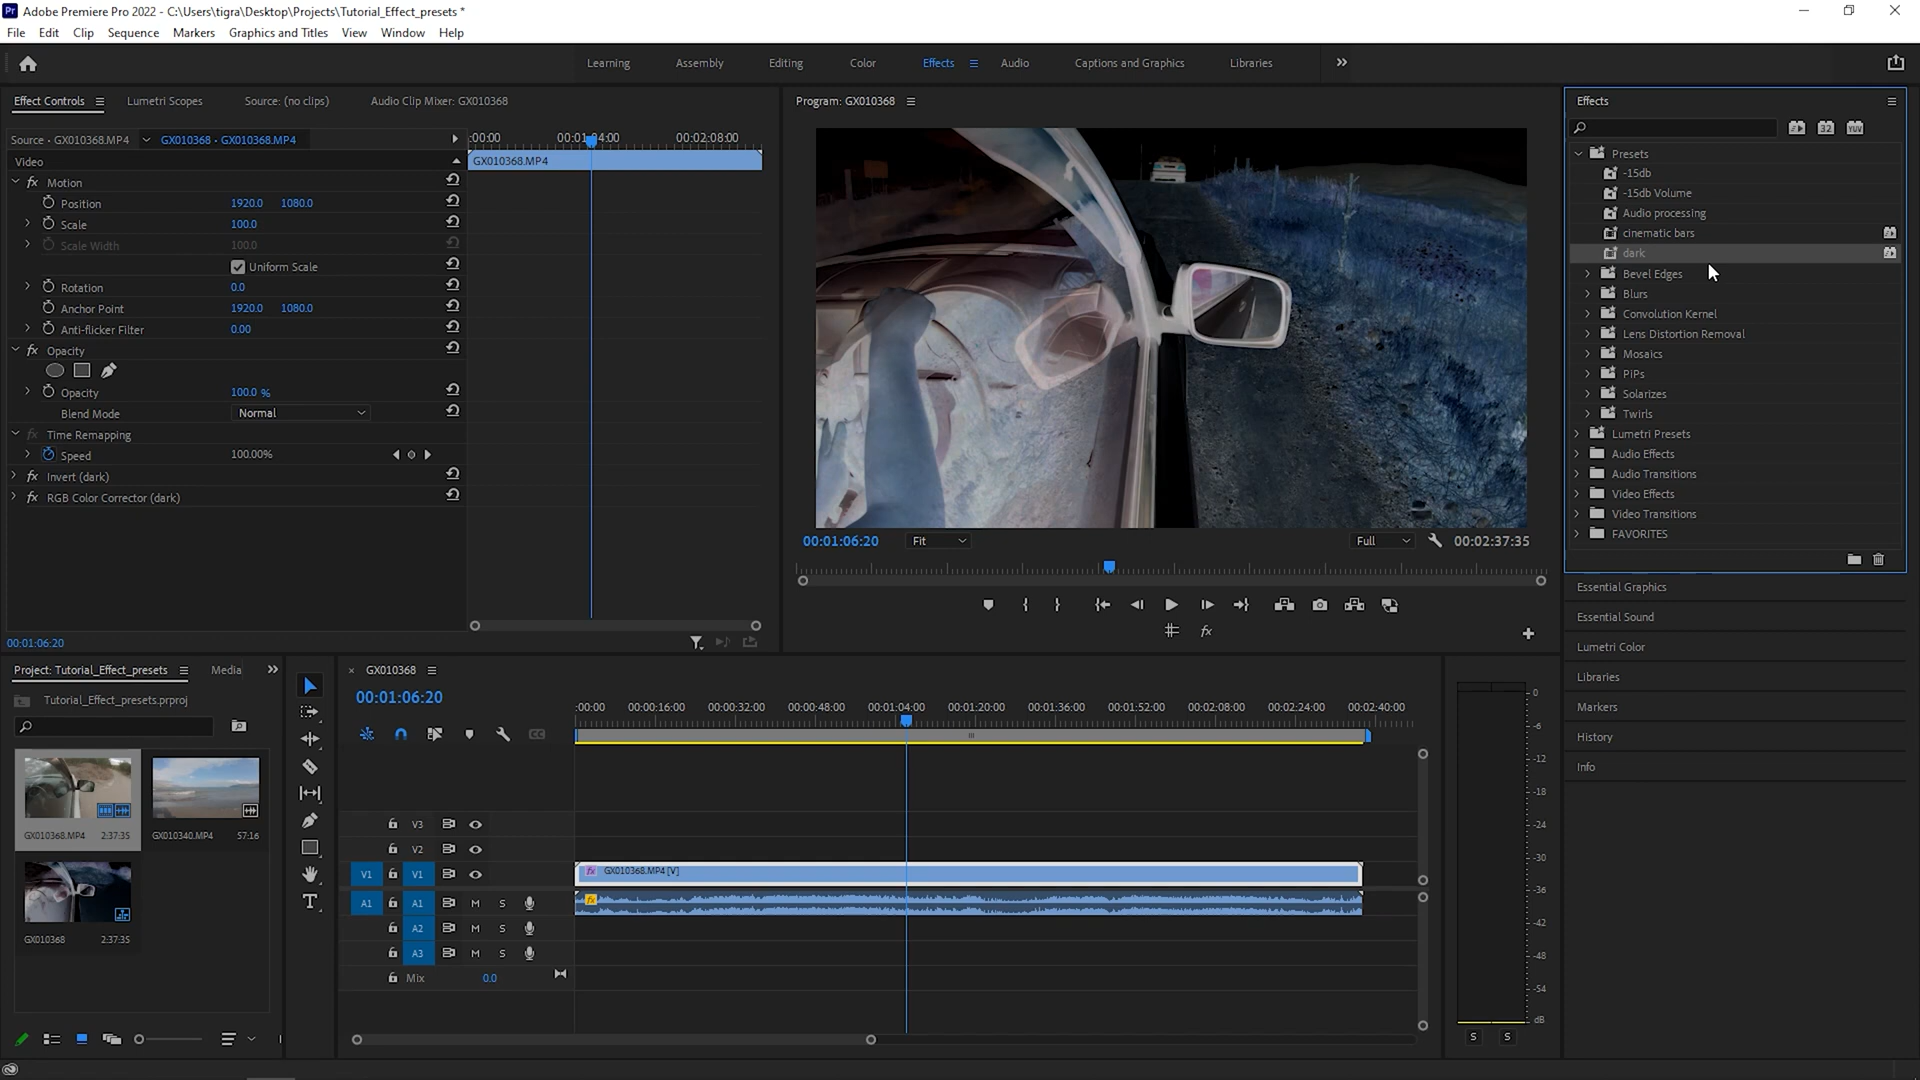 Pr Adobe Premiere Pro 2022 - C:\Users\tigra\Desktop\Projects\Tutorial_Effect_presets *
File Edit Clip Sequence Markers Graphics and Titles View Window Help
Learning Assembly Editing Color Effects Audio Captions and Graphics Libraries
Effect Controls Lumetri Scopes Source: (no clips) Audio Clip Mixer: GX010368
Source · GX010368.MP4 GX010368 · GX010368.MP4
:00:00 00:01:04:00 00:02:08:00
GX010368.MP4
Video
fx Motion
Position 1920.0 1080.0
Scale 100.0
Scale Width 100.0
Uniform Scale
Rotation 0.0
Anchor Point 1920.0 1080.0
Anti-flicker Filter 0.00
fx Opacity
Opacity 100.0 %
Blend Mode Normal
fx Time Remapping
Speed 100.00%
fx Invert (dark)
fx RGB Color Corrector (dark)
00:01:06:20
Program: GX010368
00:01:06:20 Fit Full 00:02:37:35
fx
Effects
32 YUV
Presets
-15db
-15db Volume
Audio processing
cinematic bars
dark
Bevel Edges
Blurs
Convolution Kernel
Lens Distortion Removal
Mosaics
PiPs
Solarizes
Twirls
Lumetri Presets
Audio Effects
Audio Transitions
Video Effects
Video Transitions
FAVORITES
Essential Graphics
Essential Sound
Lumetri Color
Libraries
Markers
History
Info
Project: Tutorial_Effect_presets Media
Tutorial_Effect_presets.prproj
GX010368.MP4 2:37:35 GX010340.MP4 57:16
GX010368 2:37:35
GX010368
00:01:06:20
:00:00 00:00:16:00 00:00:32:00 00:00:48:00 00:01:04:00 00:01:20:00 00:01:36:00 00:01:52:00 00:02:08:00 00:02:24:00 00:02:40:00
V3
V2
V1 V1 fx GX010368.MP4 [V]
A1 A1 M S fx
A2 M S
A3 M S
Mix 0.0
0
-6
-12
-18
-24
-30
-36
-42
-48
-54
dB
S S